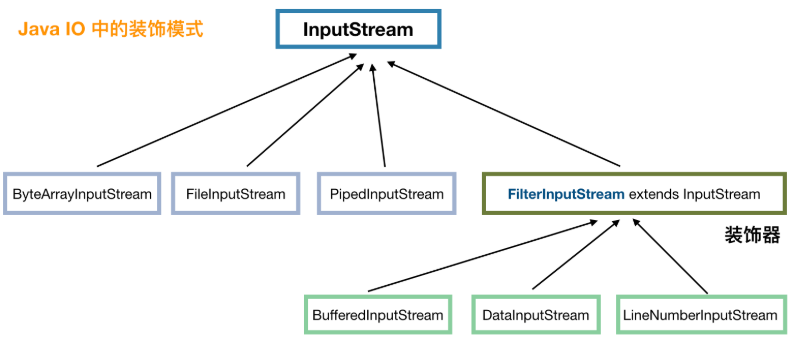 Java IO 中的装饰模式
InputStream
ByteArrayInputStream
FileInputStream
PipedInputStream
FilterInputStream extends InputStream
装饰器
BufferedInputStream
DataInputStream
LineNumberInputStream